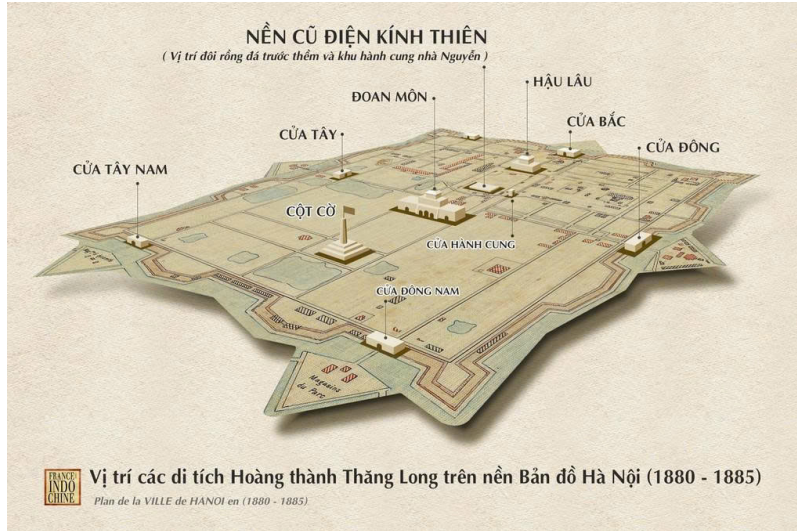 NỀN CŨ ĐIỆN KÍNH THIÊN
( Vị trí đôi rồng đá trước thềm và khu hành cung nhà Nguyễn )
HẬU LÂU
ĐOAN MÔN
CỬA BẮC
CỬA TÂY
CỬA ĐÔNG
CỬA TÂY NAM
CỘT CỜ
CỬA HÀNH CUNG
CỬA ĐÔNG NAM
Magasins
du Parc
FRANCE
INDO
CHINE
Vị trí các di tích Hoàng thành Thăng Long trên nền Bản đồ Hà Nội (1880 - 1885)
Plan de la VILLE de HANOI en (1880 - 1885)